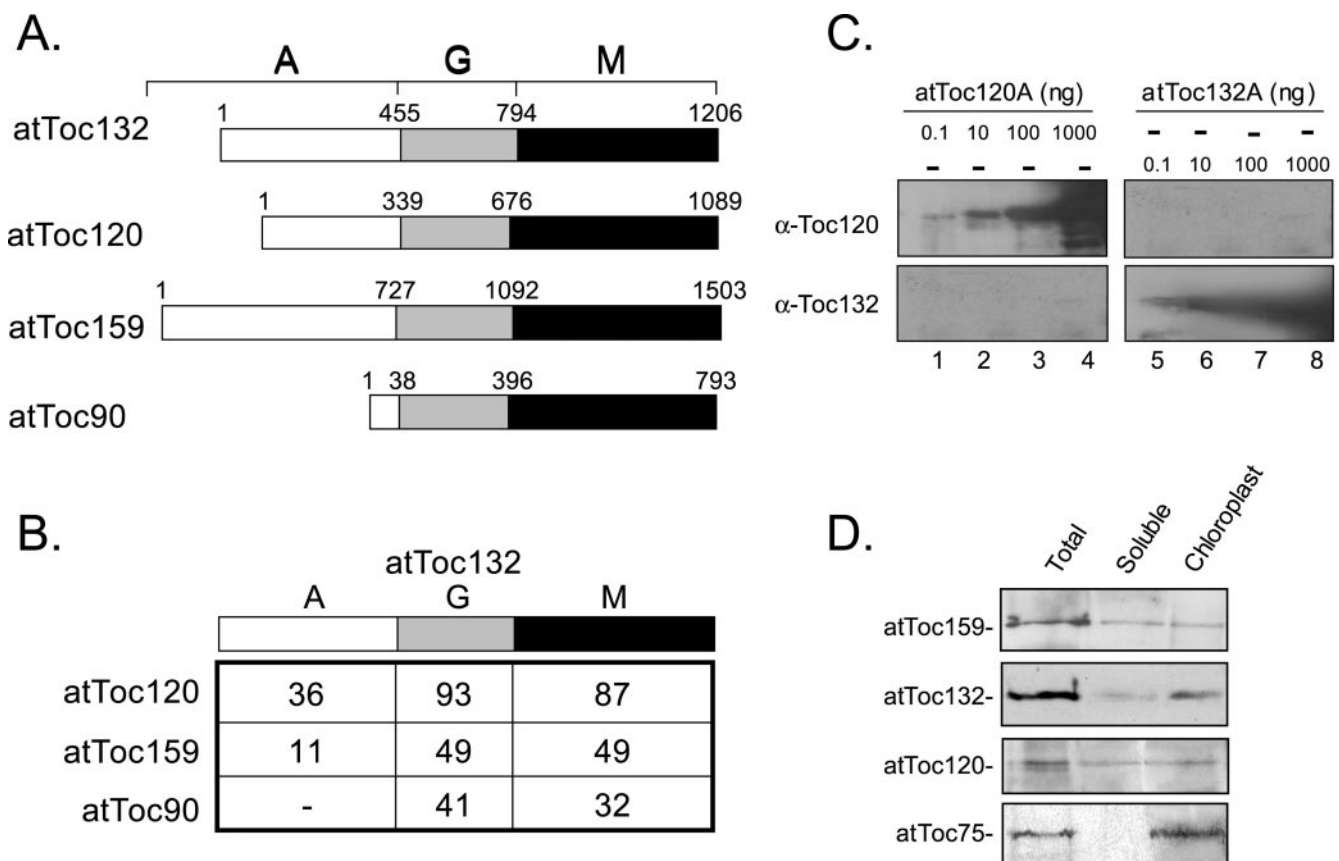 A.
A G M
atToc132
1 455 794 1206
atToc120
1 339 676 1089
atToc159
1 727 1092 1503
atToc90
1 38 396 793
B.
atToc132
A G M
atToc120 36 93 87
atToc159 11 49 49
atToc90 - 41 32
C.
atToc120A (ng) atToc132A (ng)
0.1 10 100 1000 - - - -
- - - - 0.1 10 100 1000
α-Toc120
α-Toc132
1 2 3 4 5 6 7 8
D.
Total Soluble Chloroplast
atToc159-
atToc132-
atToc120-
atToc75-